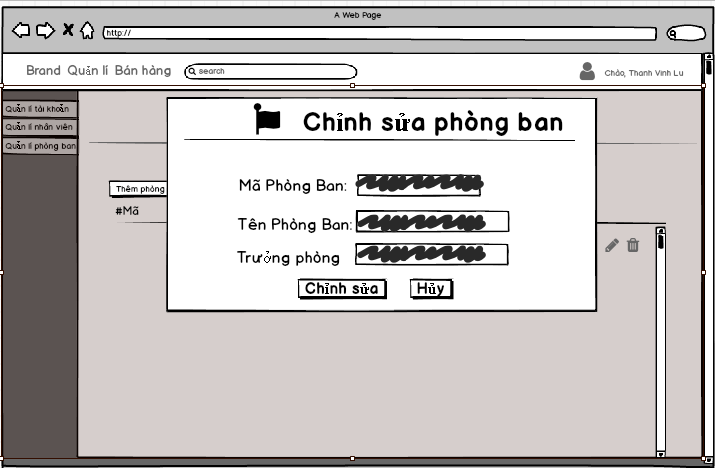 A Web Page
http://
Brand Quản lí Bán hàng search Chào, Thanh Vinh Lu
Quản lí tài khoản
Quản lí nhân viên
Quản lí phòng ban
Chỉnh sửa phòng ban
Mã Phòng Ban:
Thêm phòng
#Mã
Tên Phòng Ban:
Trưởng phòng
Chỉnh sửa Hủy